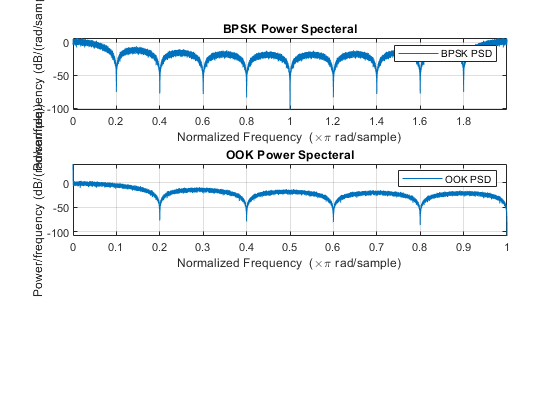 BPSK Power Specteral
0
-50
-100
BPSK PSD
0 0.2 0.4 0.6 0.8 1 1.2 1.4 1.6 1.8
Normalized Frequency (×π rad/sample)
OOK Power Specteral
0
-50
-100
OOK PSD
0 0.1 0.2 0.3 0.4 0.5 0.6 0.7 0.8 0.9 1
Normalized Frequency (×π rad/sample)
Power/frequency (dB/